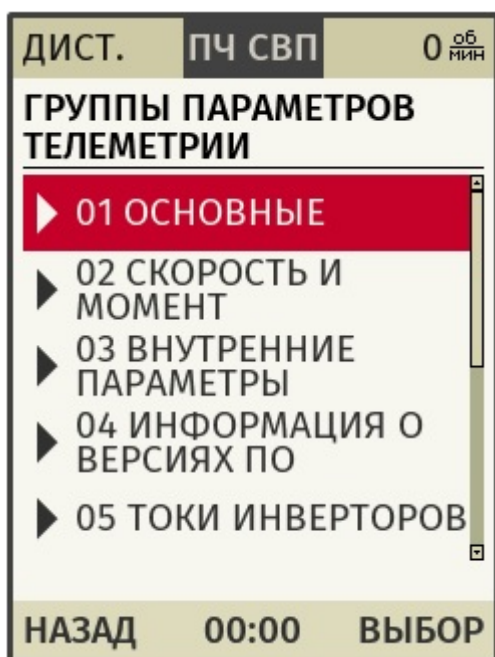 ДИСТ. ПЧ СВП 0 об/мин
ГРУППЫ ПАРАМЕТРОВ
ТЕЛЕМЕТРИИ
01 ОСНОВНЫЕ
02 СКОРОСТЬ И
МОМЕНТ
03 ВНУТРЕННИЕ
ПАРАМЕТРЫ
04 ИНФОРМАЦИЯ О
ВЕРСИЯХ ПО
05 ТОКИ ИНВЕРТОРОВ
НАЗАД 00:00 ВЫБОР